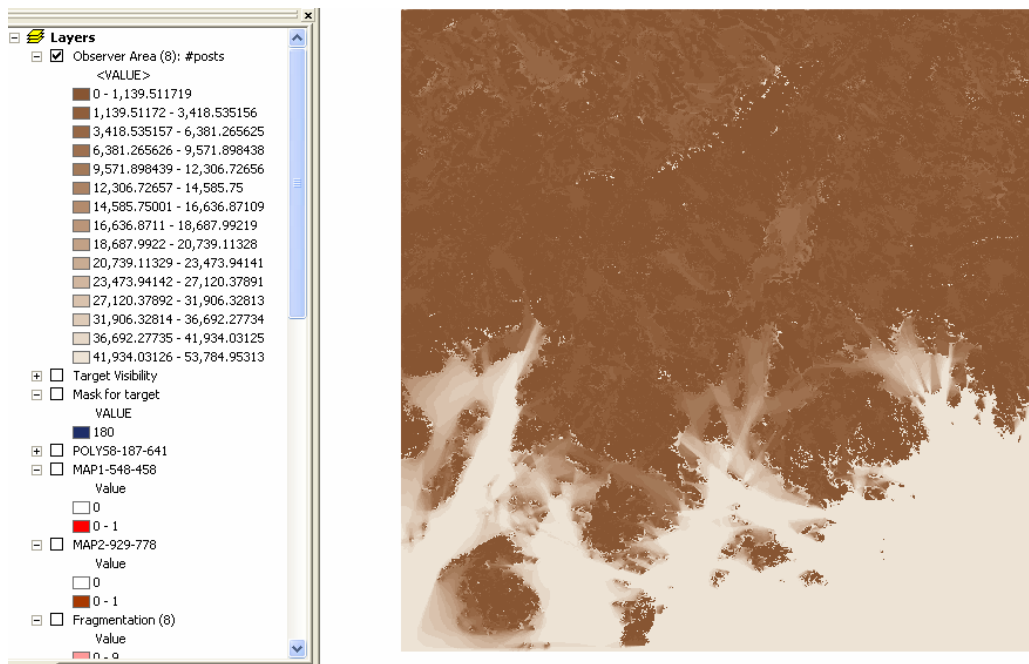 Layers
Observer Area (8): #posts
<VALUE>
0 - 1,139.511719
1,139.51172 - 3,418.535156
3,418.535157 - 6,381.265625
6,381.265626 - 9,571.898438
9,571.898439 - 12,306.72656
12,306.72657 - 14,585.75
14,585.75001 - 16,636.87109
16,636.8711 - 18,687.99219
18,687.9922 - 20,739.11328
20,739.11329 - 23,473.94141
23,473.94142 - 27,120.37891
27,120.37892 - 31,906.32813
31,906.32814 - 36,692.27734
36,692.27735 - 41,934.03125
41,934.03126 - 53,784.95313
Target Visibility
Mask for target
VALUE
180
POLYS8-187-641
MAP1-548-458
Value
0
0 - 1
MAP2-929-778
Value
0
0 - 1
Fragmentation (8)
Value
0 - 9